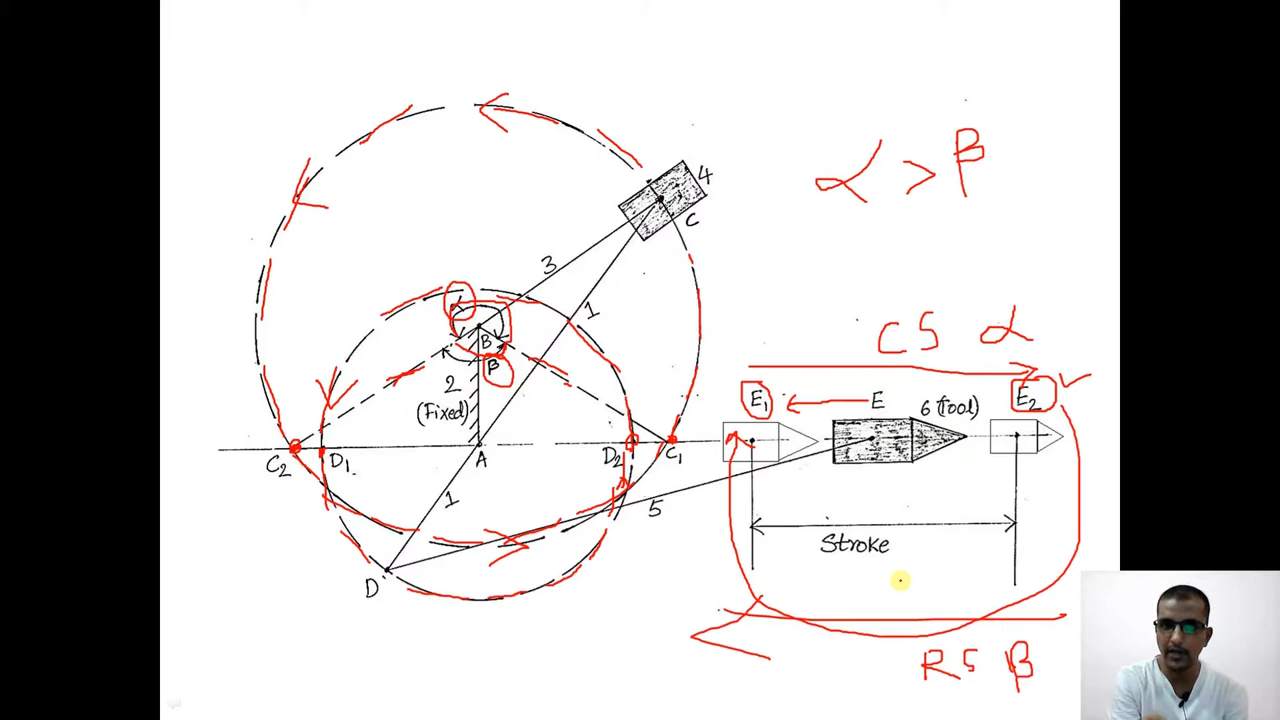 α > β
4
C
3
1
α
B
β
2
(Fixed)
CS α
E1
E
6 (Tool)
E2
C2
D1
A
D2
C1
1
5
Stroke
D
RS β